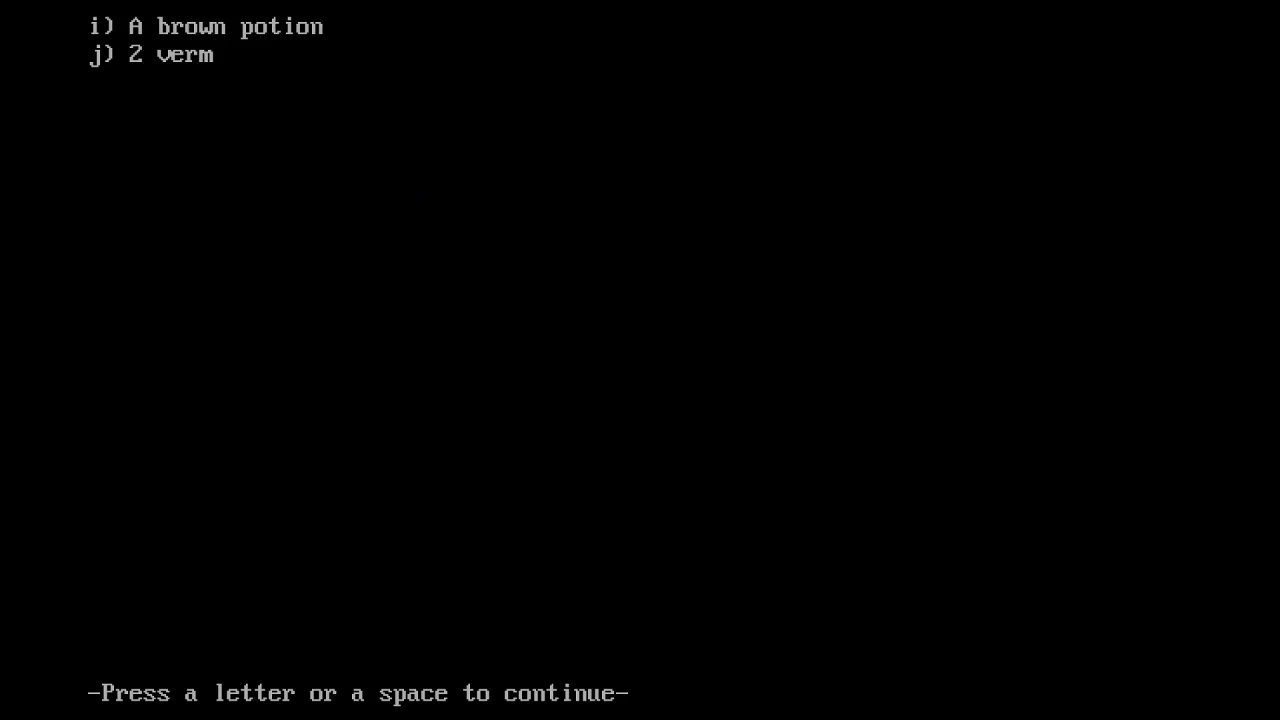 i) A brown potion
j) 2 verm
-Press a letter or a space to continue-